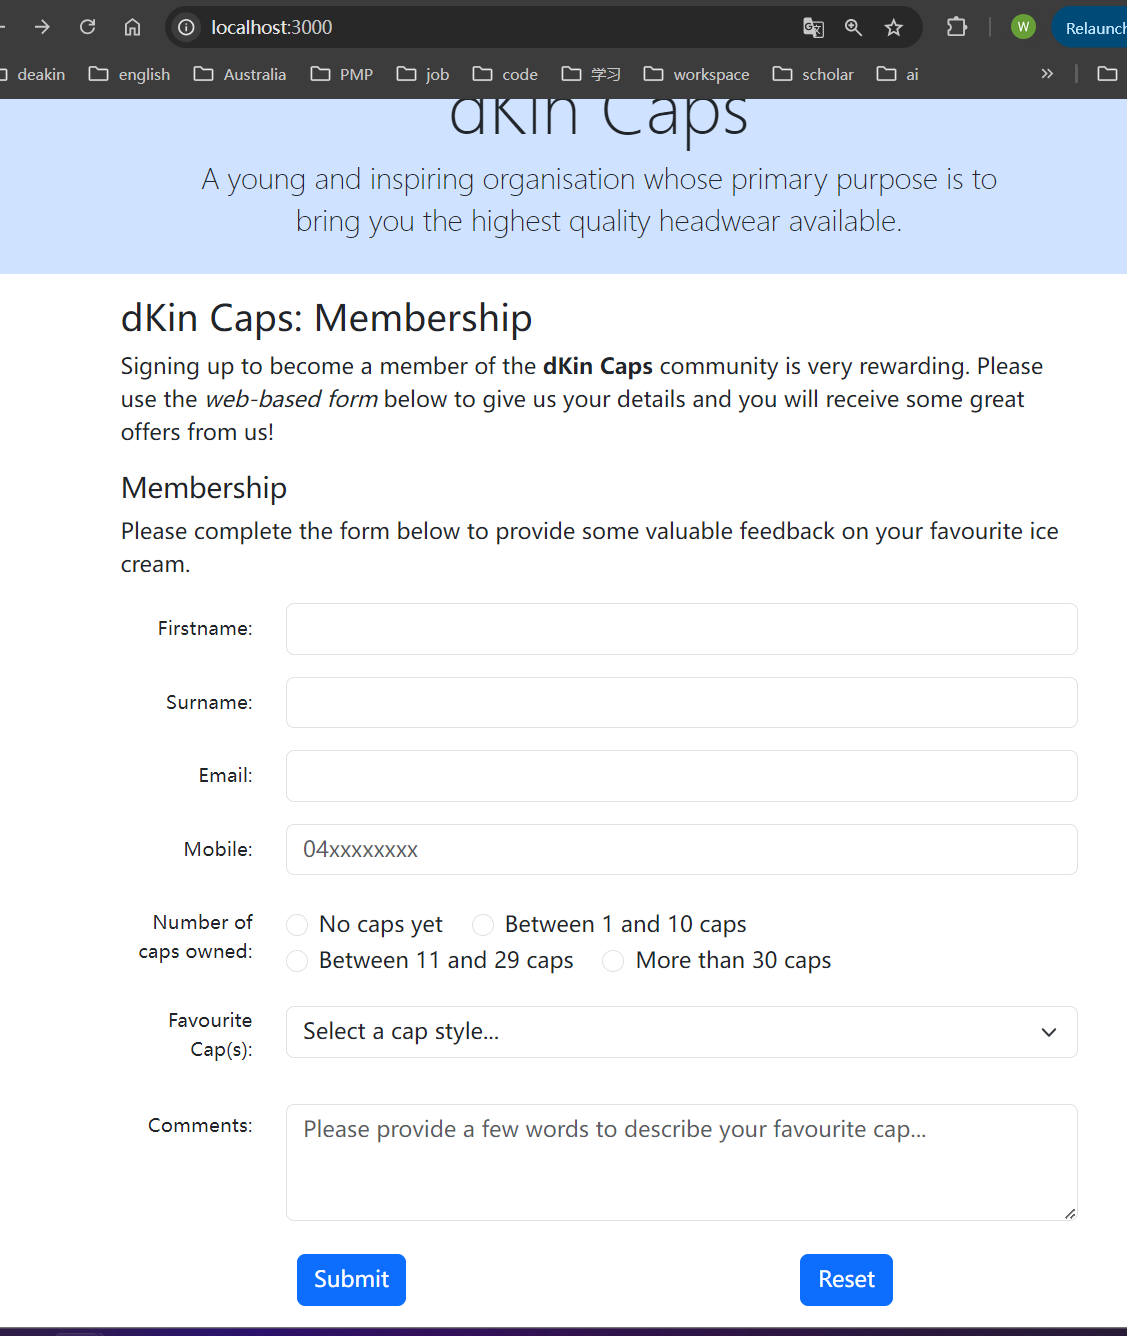 localhost:3000
W
Relaunch
deakin english Australia PMP job code 学习 workspace scholar ai
dKin Caps
A young and inspiring organisation whose primary purpose is to
bring you the highest quality headwear available.
dKin Caps: Membership
Signing up to become a member of the dKin Caps community is very rewarding. Please
use the web-based form below to give us your details and you will receive some great
offers from us!
Membership
Please complete the form below to provide some valuable feedback on your favourite ice
cream.
Firstname:
Surname:
Email:
Mobile: 04xxxxxxxx
Number of
caps owned:
No caps yet Between 1 and 10 caps
Between 11 and 29 caps More than 30 caps
Favourite
Cap(s):
Select a cap style...
Comments: Please provide a few words to describe your favourite cap...
Submit Reset